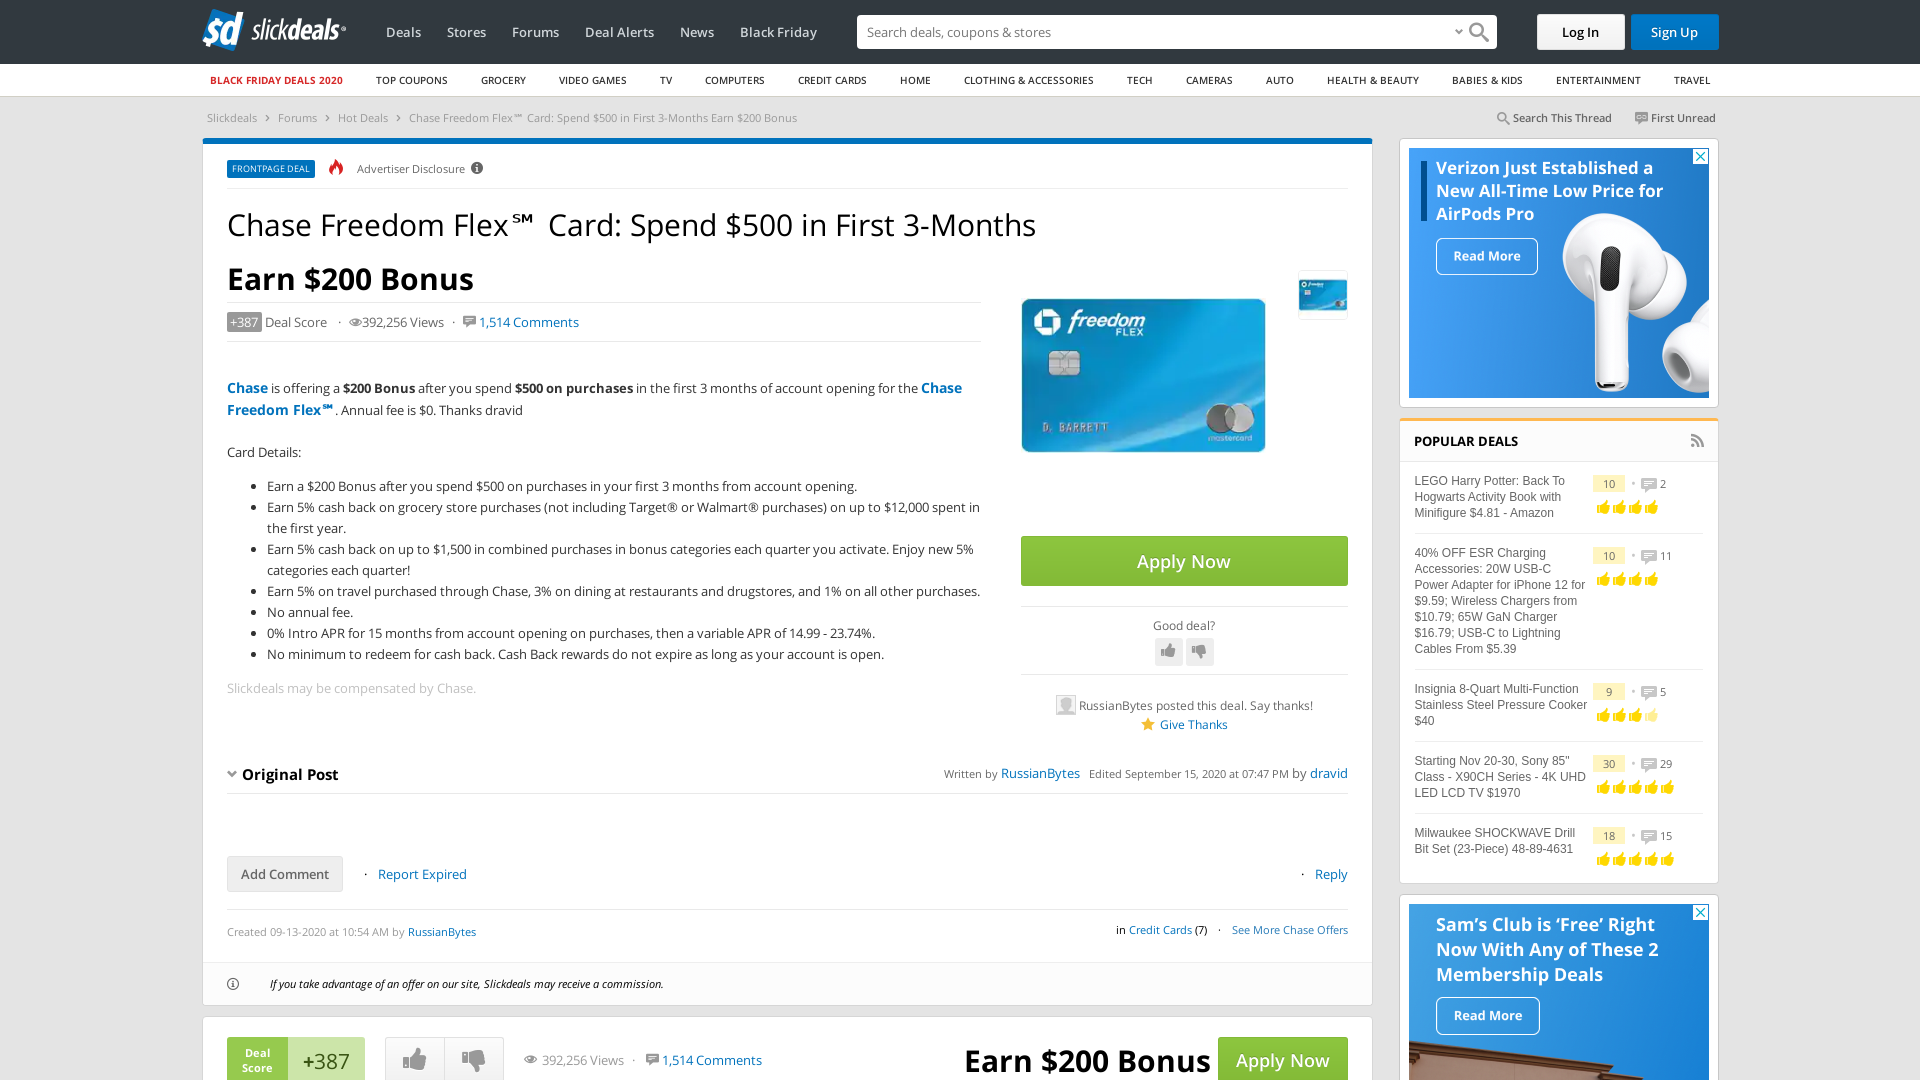 slickdeals
Deals Stores Forums Deal Alerts News Black Friday
Search deals, coupons & shopping
Log In
Sign Up
BLACK FRIDAY DEALS 2020 TOP COUPONS GROCERY VIDEO GAMES TV COMPUTERS CREDIT CARDS HOME CLOTHING & ACCESSORIES TECH CAMERAS AUTO HEALTH & BEAUTY BABIES & KIDS ENTERTAINMENT TRAVEL
Slickdeals › Forums › Hot Deals › Chase Freedom Flex℠ Card: Spend $500 in First 3-Months Earn $200 Bonus
Search This Thread
First Unread
FRONTPAGE DEAL
Advertiser Disclosure
Chase Freedom Flex℠ Card: Spend $500 in First 3-Months
Earn $200 Bonus
+387 Deal Score · 392,256 Views · 1,514 Comments
Chase is offering a $200 Bonus after you spend $500 on purchases in the first 3 months of account opening for the Chase
Freedom Flex℠. Annual fee is $0. Thanks dravid
Card Details:
• Earn a $200 Bonus after you spend $500 on purchases in your first 3 months from account opening.
• Earn 5% cash back on grocery store purchases (not including Target® or Walmart® purchases) on up to $12,000 spent in
the first year.
• Earn 5% cash back on up to $1,500 in combined purchases in bonus categories each quarter you activate. Enjoy new 5%
categories each quarter!
• Earn 5% on travel purchased through Chase, 3% on dining at restaurants and drugstores, and 1% on all other purchases.
• No annual fee.
• 0% Intro APR for 15 months from account opening on purchases, then a variable APR of 14.99 - 23.74%.
• No minimum to redeem for cash back. Cash Back rewards do not expire as long as your account is open.
Slickdeals may be compensated by Chase.
freedom
FLEX
D. BARRETT
mastercard
Apply Now
Good deal?
RussianBytes posted this deal. Say thanks!
Give Thanks
Original Post
Written by RussianBytes Edited September 15, 2020 at 07:47 PM by dravid
Add Comment
· Report Expired
· Reply
Created 09-13-2020 at 10:54 AM by RussianBytes
in Credit Cards (7) · See More Chase Offers
If you take advantage of an offer on our site, Slickdeals may receive a commission.
Deal
Score
+387
392,256 Views · 1,514 Comments
Earn $200 Bonus
Apply Now
Verizon Just Established a
New All-Time Low Price for
AirPods Pro
Read More
POPULAR DEALS
LEGO Harry Potter: Back To
Hogwarts Activity Book with
Minifigure $4.81 - Amazon
10 • 2
40% OFF ESR Charging
Accessories: 20W USB-C
Power Adapter for iPhone 12 for
$9.59; Wireless Chargers from
$10.79; 65W GaN Charger
$16.79; USB-C to Lightning
Cables From $5.39
10 • 11
Insignia 8-Quart Multi-Function
Stainless Steel Pressure Cooker
$40
9 • 5
Starting Nov 20-30, Sony 85"
Class - X90CH Series - 4K UHD
LED LCD TV $1970
30 • 29
Milwaukee SHOCKWAVE Drill
Bit Set (23-Piece) 48-89-4631
18 • 15
Sam's Club is ‘Free’ Right
Now With Any of These 2
Membership Deals
Read More